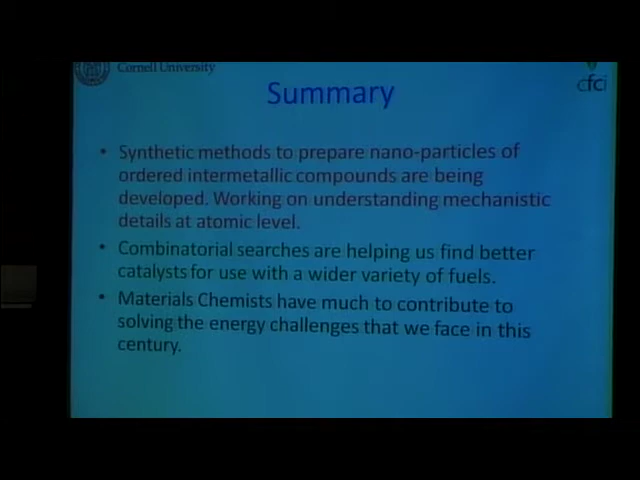 Cornell University
cfci
Summary
• Synthetic methods to prepare nano-particles of
ordered intermetallic compounds are being
developed. Working on understanding mechanistic
details at atomic level.
• Combinatorial searches are helping us find better
catalysts for use with a wider variety of fuels.
• Materials Chemists have much to contribute to
solving the energy challenges that we face in this
century.